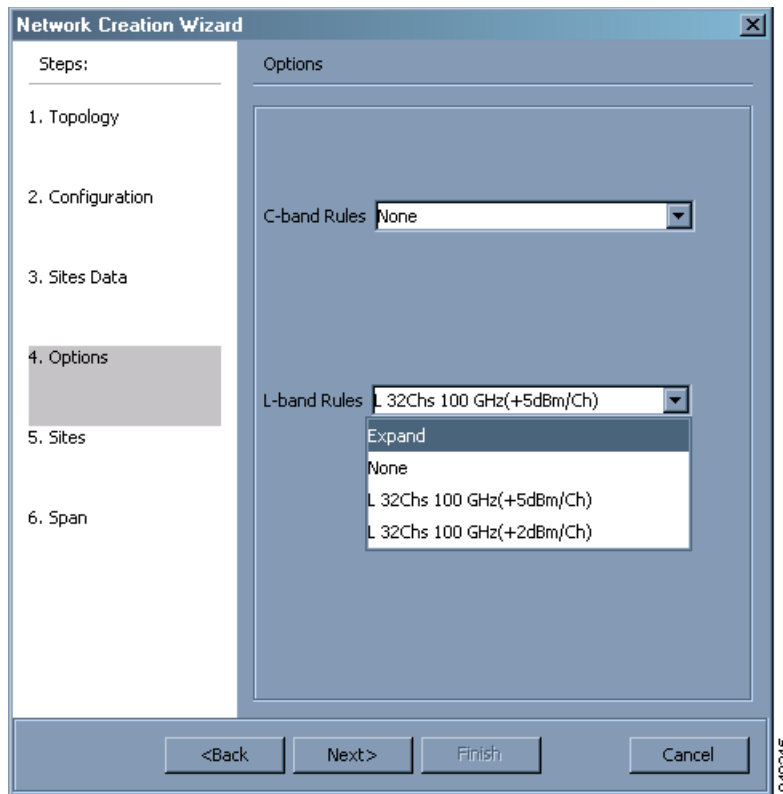 Network Creation Wizard
Steps:
1. Topology
2. Configuration
3. Sites Data
4. Options
5. Sites
6. Span
Options
C-band Rules None
L-band Rules L 32Chs 100 GHz(+5dBm/Ch)
Expand
None
L 32Chs 100 GHz(+5dBm/Ch)
L 32Chs 100 GHz(+2dBm/Ch)
<Back Next> Finish Cancel